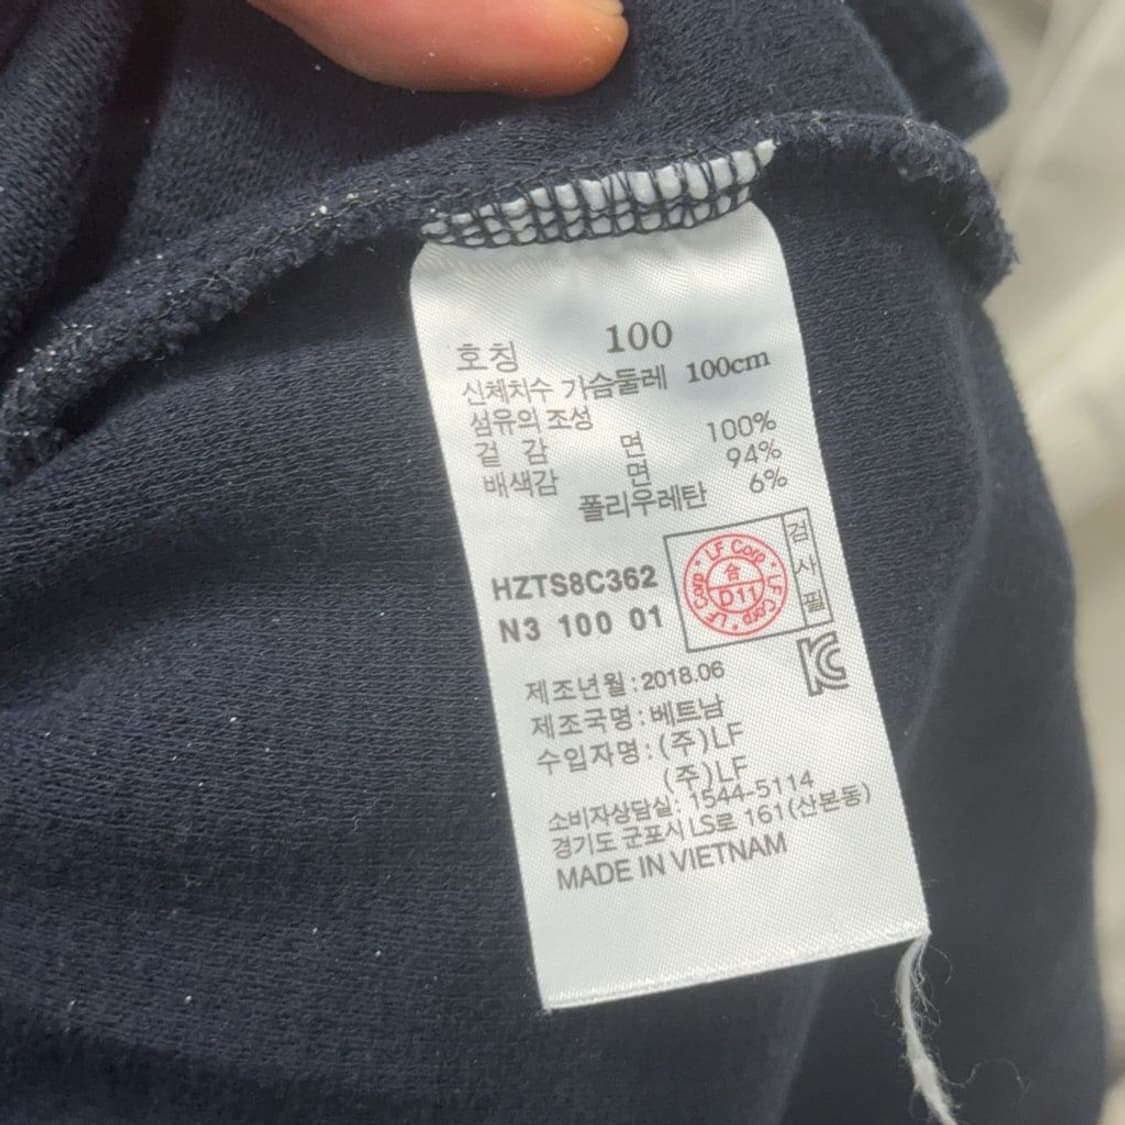 호칭 100
신체치수 가슴둘레 100cm
섬유의 조성
겉 감 면 100%
배색감 면 94%
폴리우레탄 6%
HZTS8C362
N3 100 01
LF Corp · LF Corp · LF Corp ·
合
D11
검사필
KC
제조년월:2018.06
제조국명:베트남
수입자명:(주)LF
(주)LF
소비자상담실: 1544-5114
경기도 군포시 LS로 161(산본동)
MADE IN VIETNAM